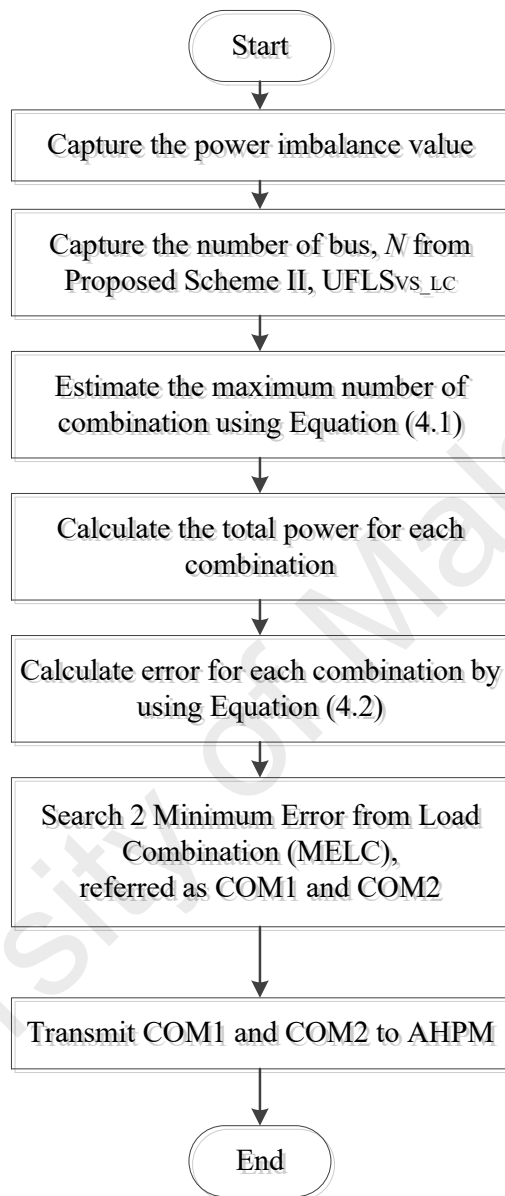 Start
Capture the power imbalance value
Capture the number of bus, N from
Proposed Scheme II, UFLSVS_LC
Estimate the maximum number of
combination using Equation (4.1)
Calculate the total power for each
combination
Calculate error for each combination by
using Equation (4.2)
Search 2 Minimum Error from Load
Combination (MELC),
referred as COM1 and COM2
Transmit COM1 and COM2 to AHPM
End